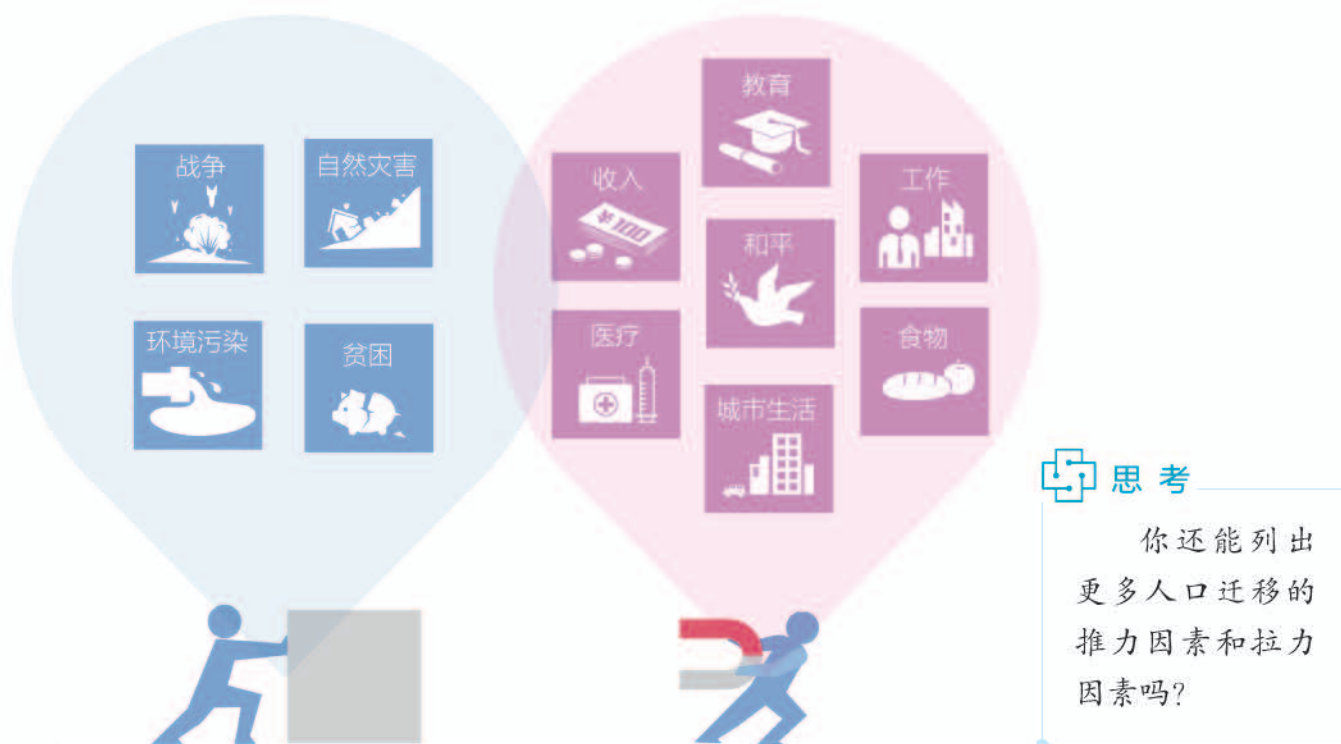 战争
自然灾害
环境污染
贫困
教育
收入
¥100
工作
和平
医疗
食物
城市生活
思考
你还能列出
更多人口迁移的
推力因素和拉力
因素吗？